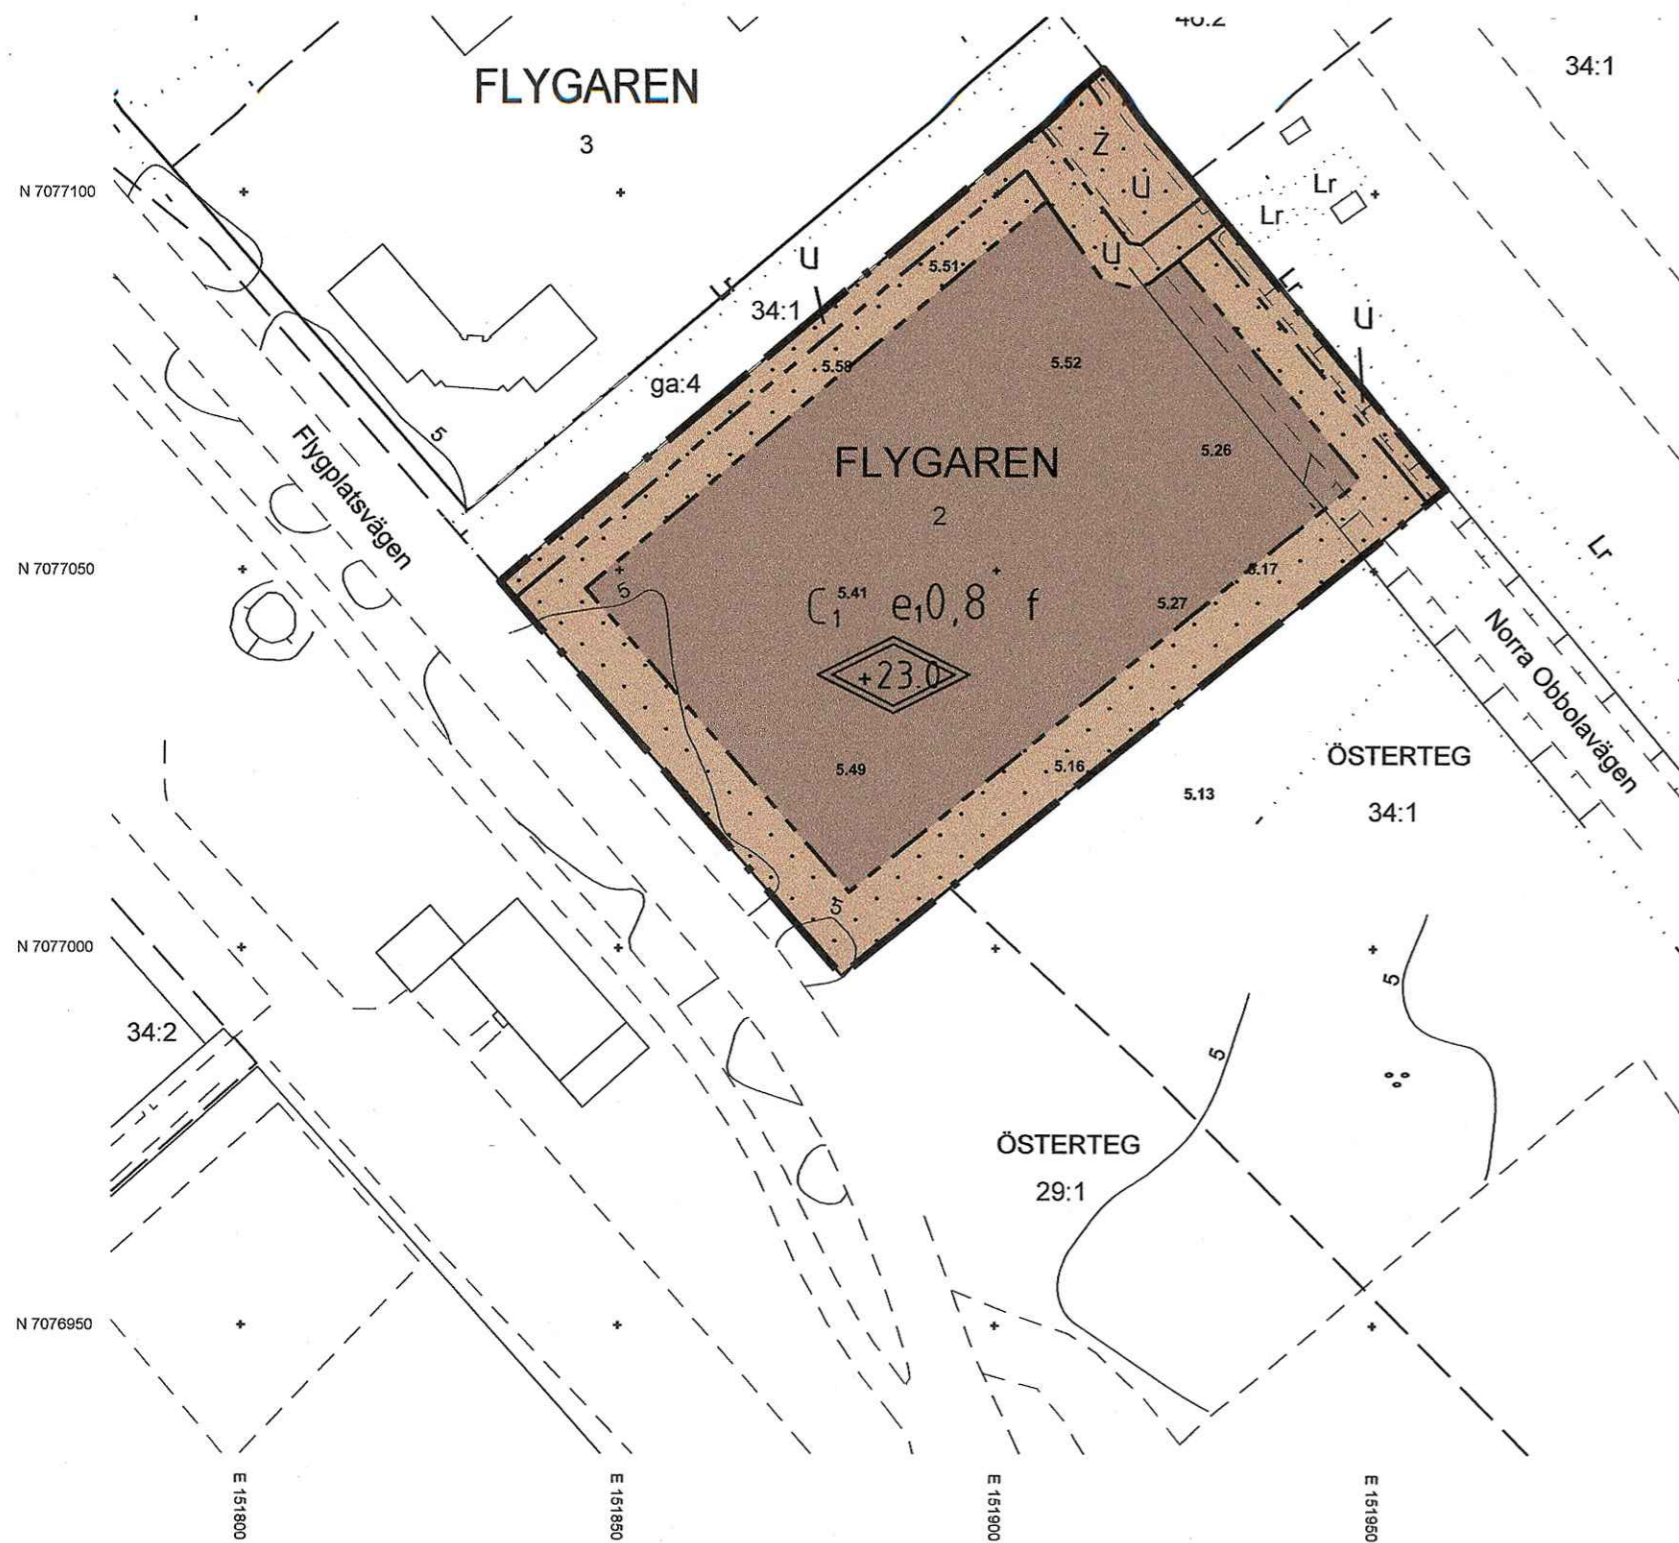 34:1
FLYGAREN
3
N 7077100
Z
U
Lr
Lr
U
U
5.51
Lr
Lr
34:1
U
5.58
5.52
ga:4
5
Flygplatsvägen
FLYGAREN
5.26
2
Lr
N 7077050
5
5.17
C1 5.41 e10,8 f
5.27
+23.0
Norra Obbolavägen
5.49
5.16
ÖSTERTEG
5.13
34:1
5
N 7077000
5
34:2
5
ÖSTERTEG
29:1
N 7076950
E 151800
E 151850
E 151900
E 151950